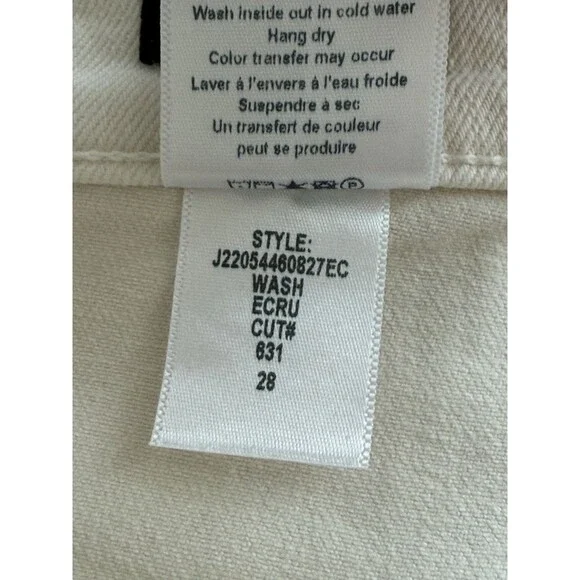 Wash inside out in cold water
Hang dry
Color transfer may occur
Laver á l'envers á l'eau froide
Suspendre à sec
Un transfert de couleur
peut se produire
P
STYLE:
J22054460827EC
WASH
ECRU
CUT#
631
28